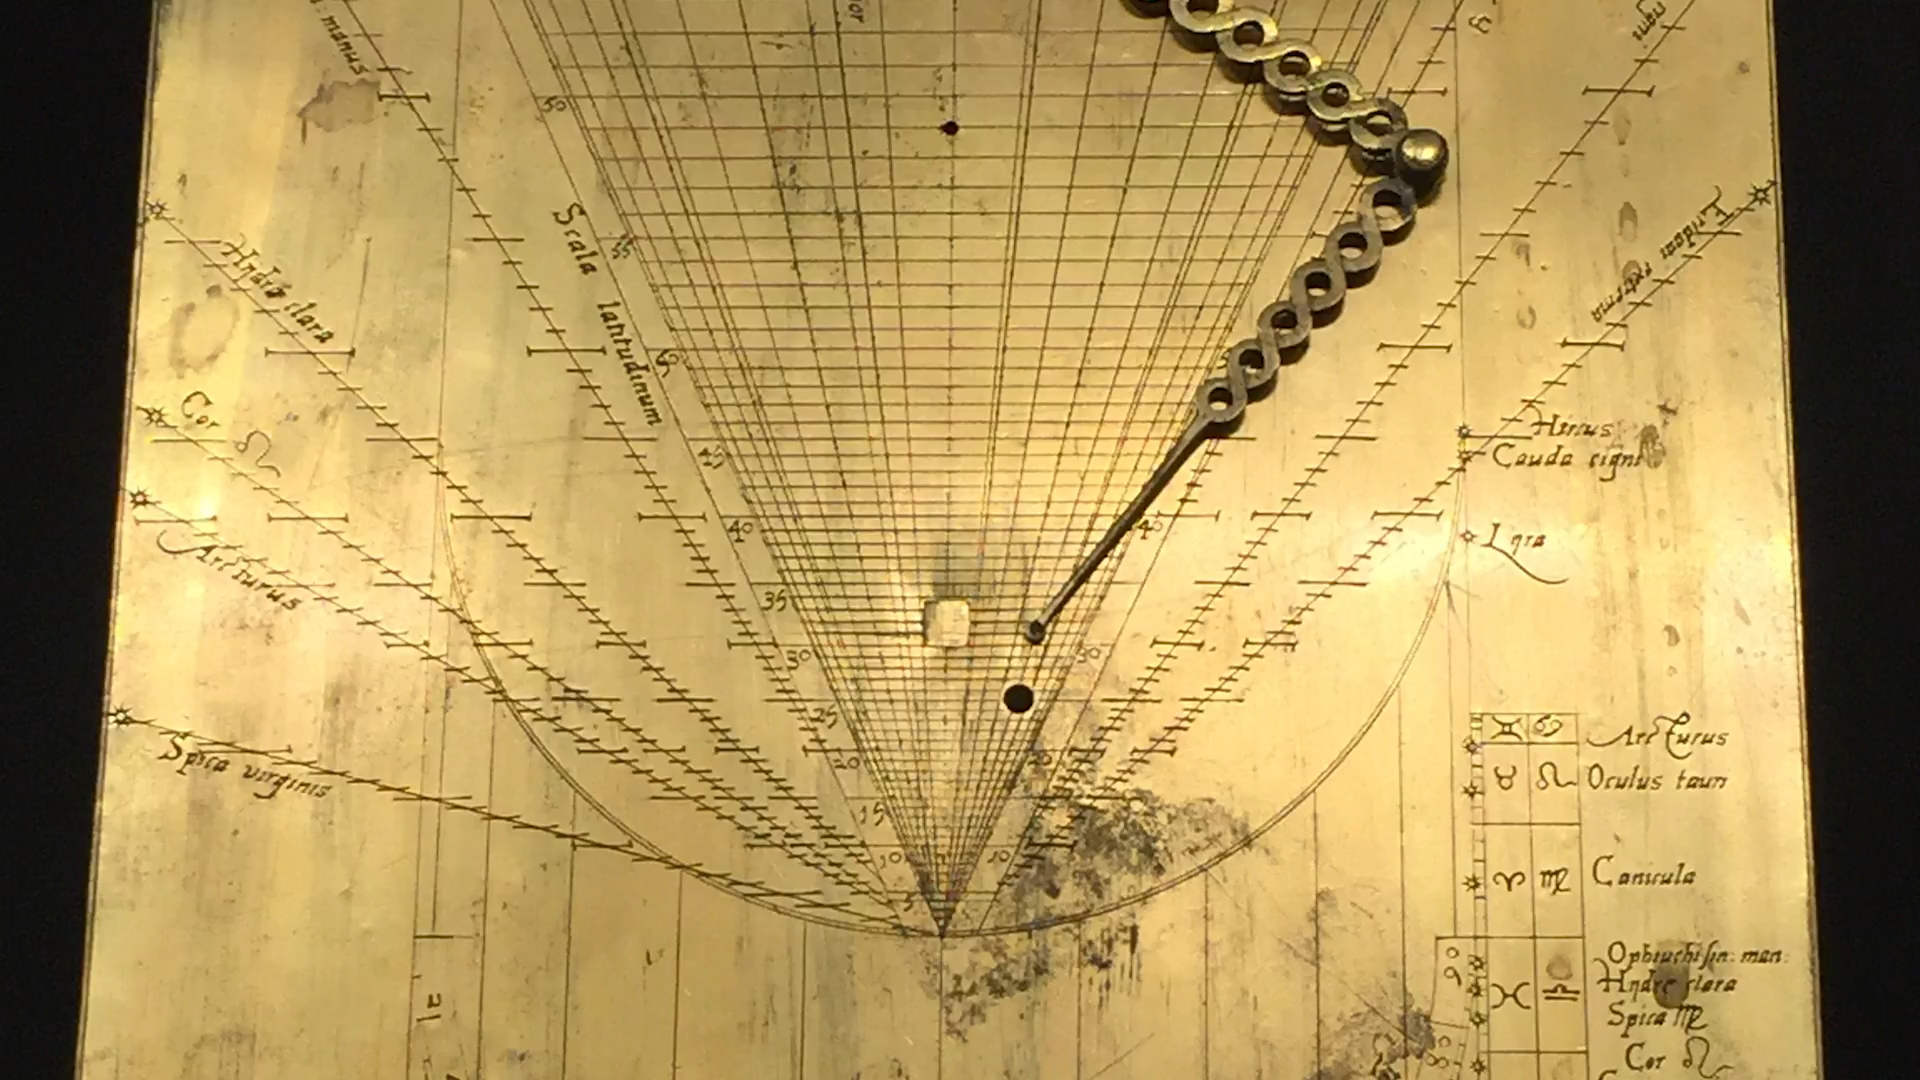 : manus
50
Scala latitudinum
55
Hydræ clara
Cor ♌
45
40
40
Eridani extrema
Hircus
Cauda cigni
Lyra
35
Arcturus
30
30
25
20
20
15
10
10
5
Spica virginis
♊ ♋ Arcturus
♉ ♌ Oculus tauri
♈ ♍ Canicula
♓ ♎ Ophiuchi sin: man:
Hydre clara
Spica ♍
Cor ♌